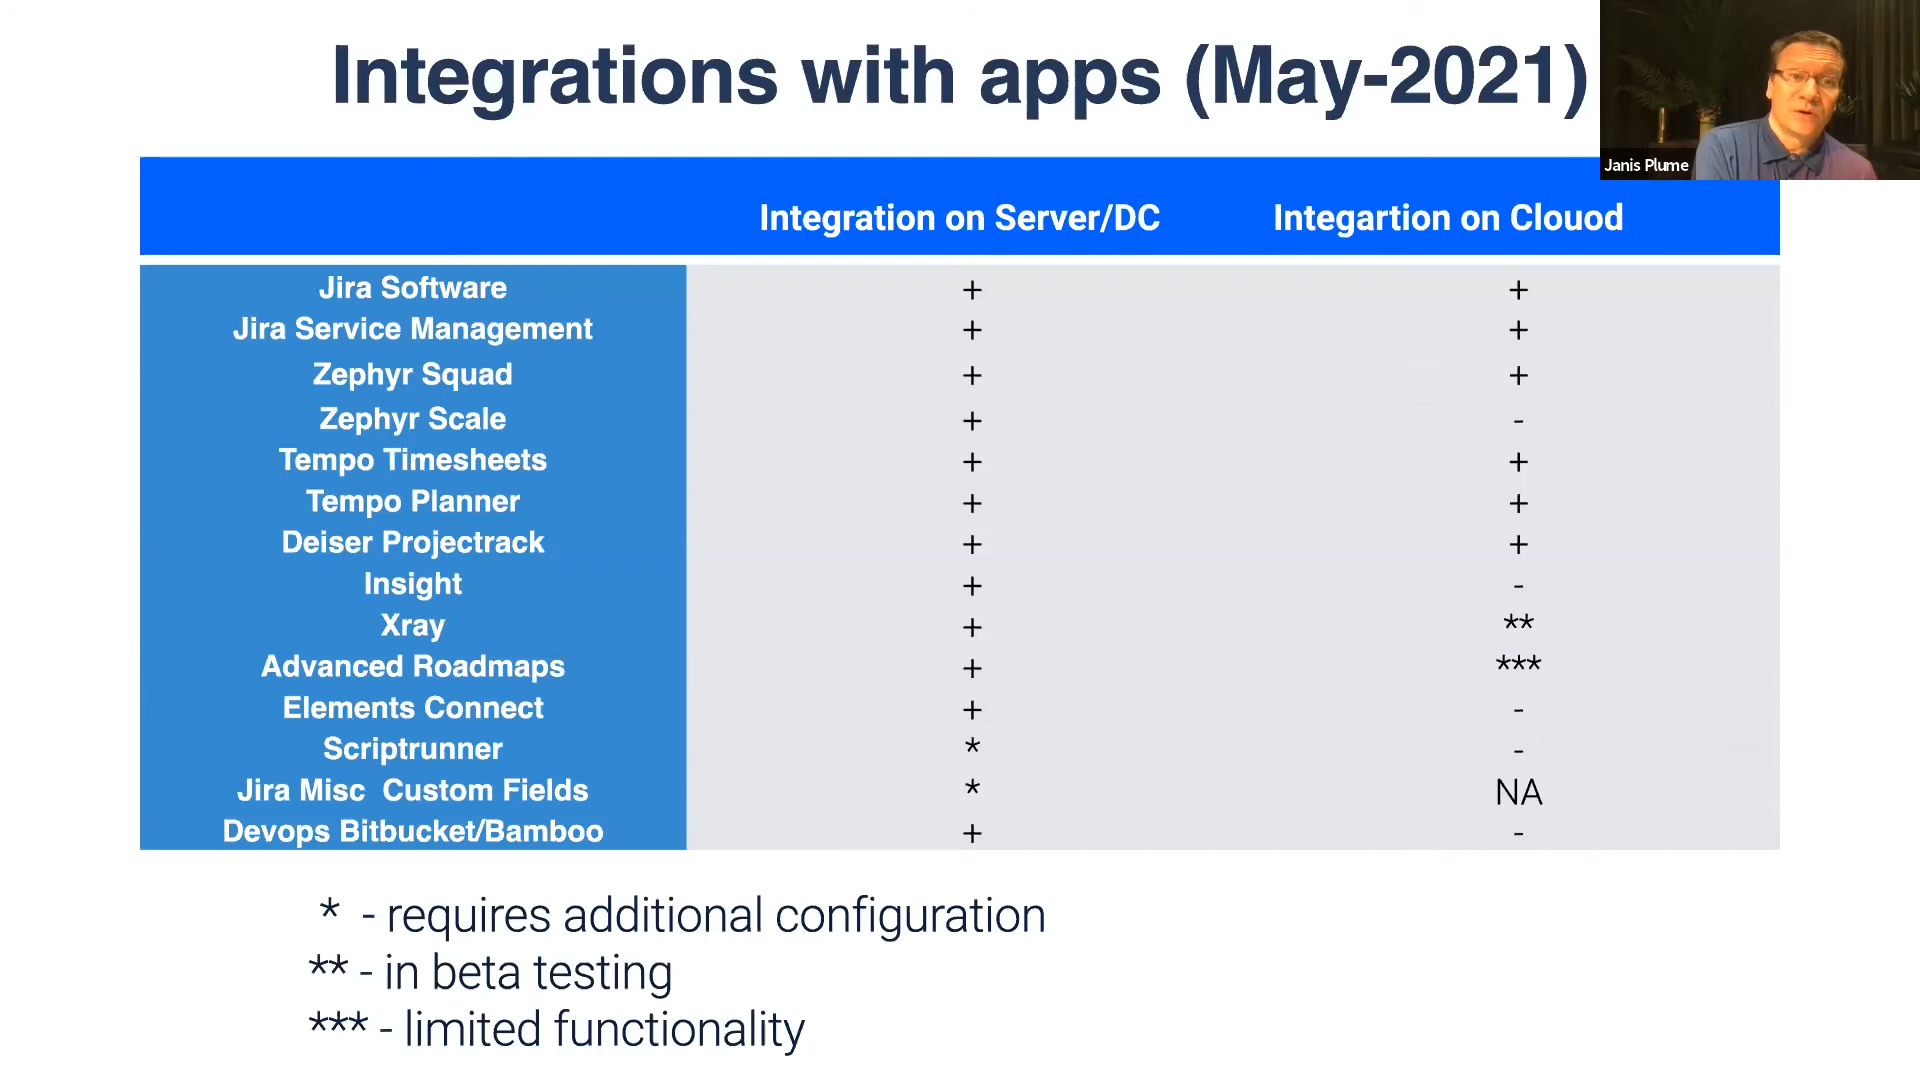 Integrations with apps (May-2021)
Janis Plume
Integration on Server/DC Integartion on Clouod
Jira Software + +
Jira Service Management + +
Zephyr Squad + +
Zephyr Scale + -
Tempo Timesheets + +
Tempo Planner + +
Deiser Projectrack + +
Insight + -
Xray + **
Advanced Roadmaps + ***
Elements Connect + -
Scriptrunner * -
Jira Misc  Custom Fields * NA
Devops Bitbucket/Bamboo + -
* - requires additional configuration
** - in beta testing
*** - limited functionality